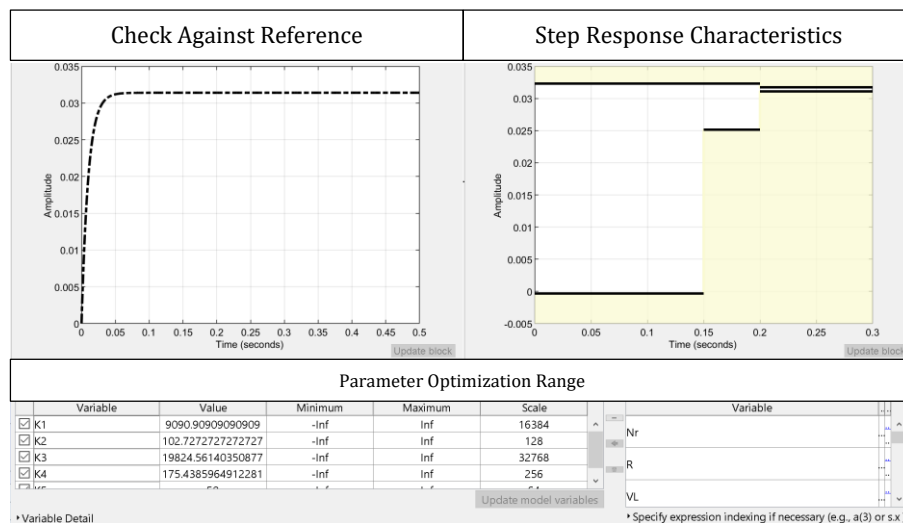 Check Against Reference
Step Response Characteristics
0.035
0.03
0.025
0.02
0.015
0.01
0.005
0
Amplitude
0 0.05 0.1 0.15 0.2 0.25 0.3 0.35 0.4 0.45 0.5
Time (seconds)
Update block
0.035
0.03
0.025
0.02
0.015
0.01
0.005
0
-0.005
Amplitude
0 0.05 0.1 0.15 0.2 0.25 0.3
Time (seconds)
Update block
Parameter Optimization Range
Variable Value Minimum Maximum Scale
K1 9090.90909090909 -Inf Inf 16384
K2 102.7272727272727 -Inf Inf 128
K3 19824.56140350877 -Inf Inf 32768
K4 175.4385964912281 -Inf Inf 256
Update model variables
Variable Detail
Variable
Nr
R
VL
Specify expression indexing if necessary (e.g., a(3) or s.x